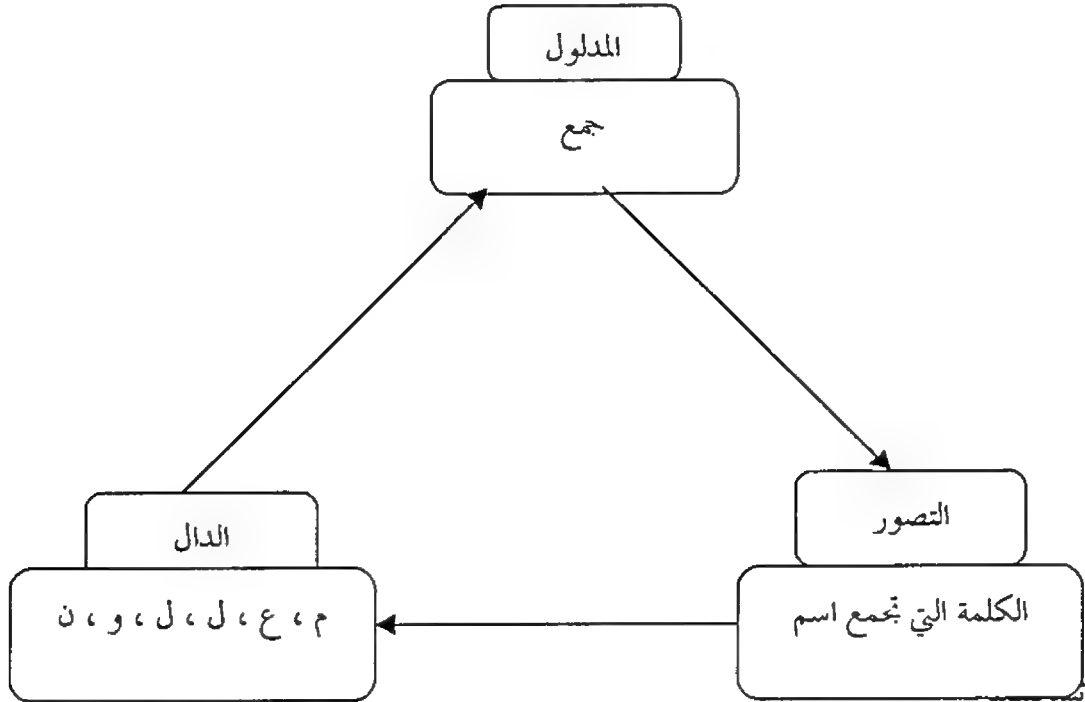 المدلول
جمع
التصور
الكلمة التي تجمع اسم
الدال
م ، ع ، ل ، ل ، و ، ن